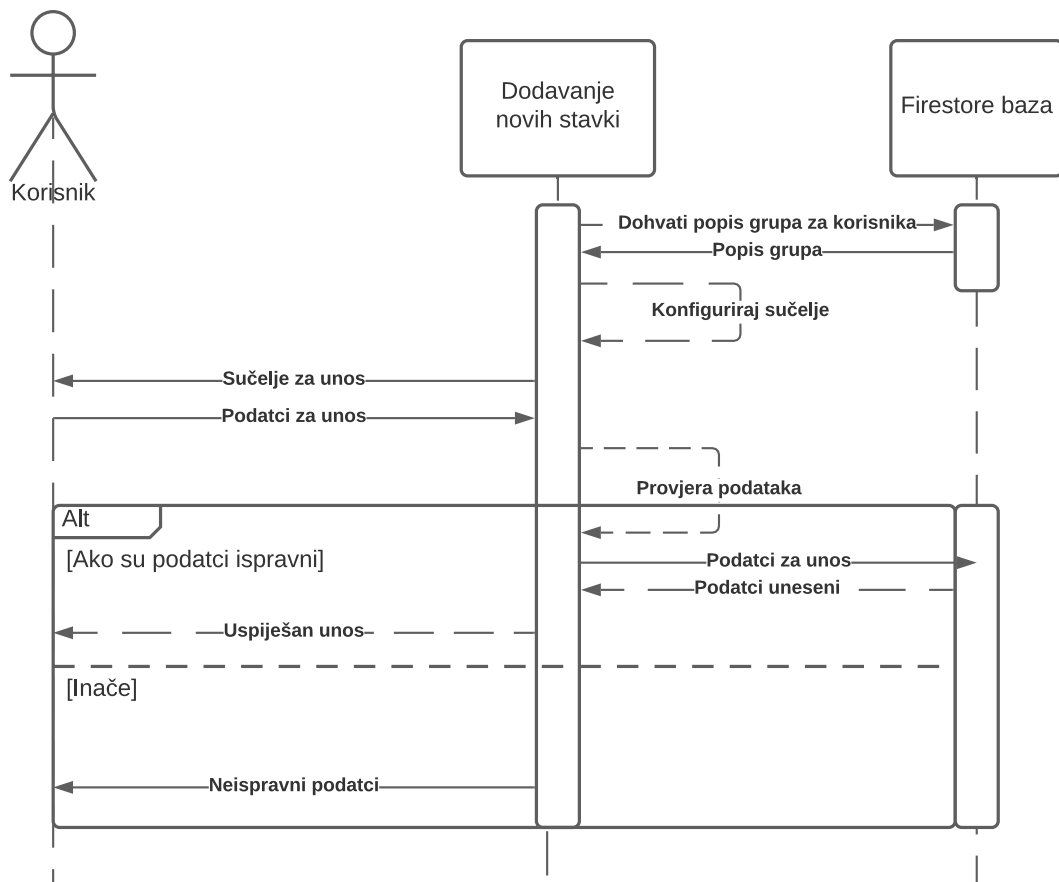 Korisnik
Dodavanje
novih stavki
Firestore baza
Dohvati popis grupa za korisnika
Popis grupa
Konfiguriraj sučelje
Sučelje za unos
Podatci za unos
Provjera podataka
Alt
[Ako su podatci ispravni]
Podatci za unos
Podatci uneseni
Uspiješan unos
[Inače]
Neispravni podatci